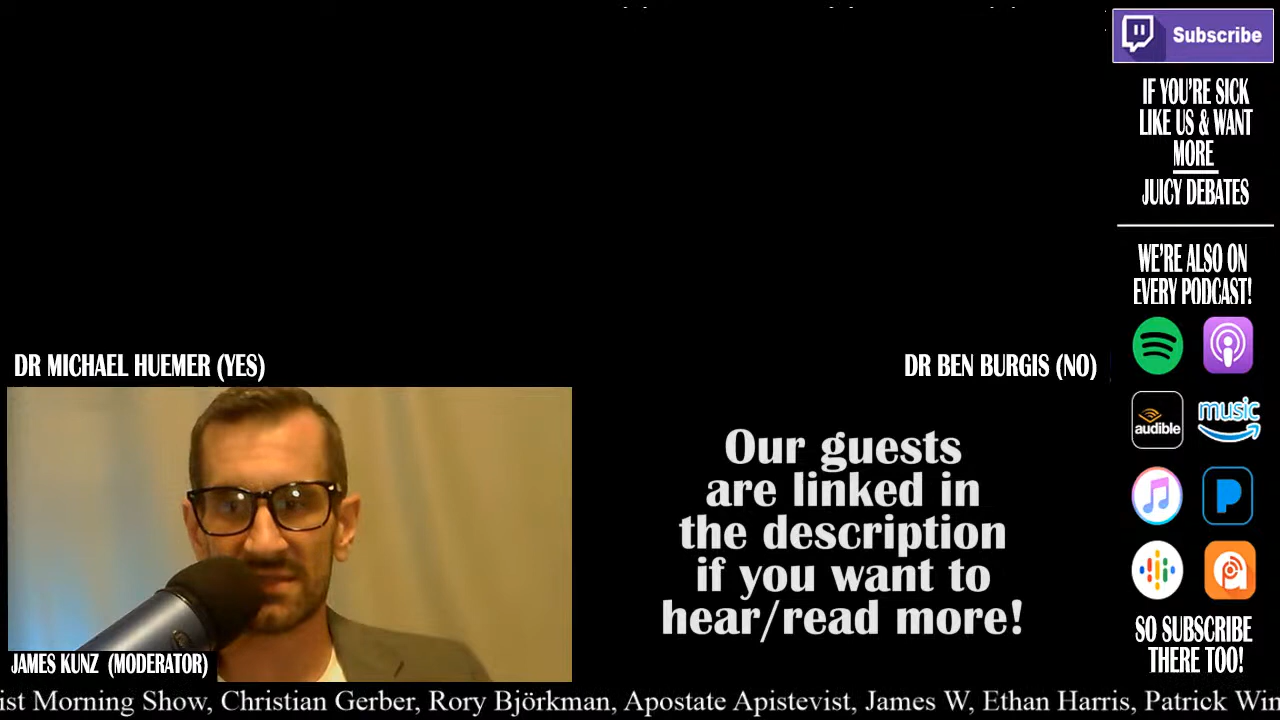 Subscribe
IF YOU'RE SICK
LIKE US & WANT
MORE
JUICY DEBATES
WE'RE ALSO ON
EVERY PODCAST!
audible
music
SO SUBSCRIBE
THERE TOO!
DR MICHAEL HUEMER (YES)
DR BEN BURGIS (NO)
Our guests
are linked in
the description
if you want to
hear/read more!
JAMES KUNZ (MODERATOR)
ist Morning Show, Christian Gerber, Rory Björkman, Apostate Apistevist, James W, Ethan Harris, Patrick Win